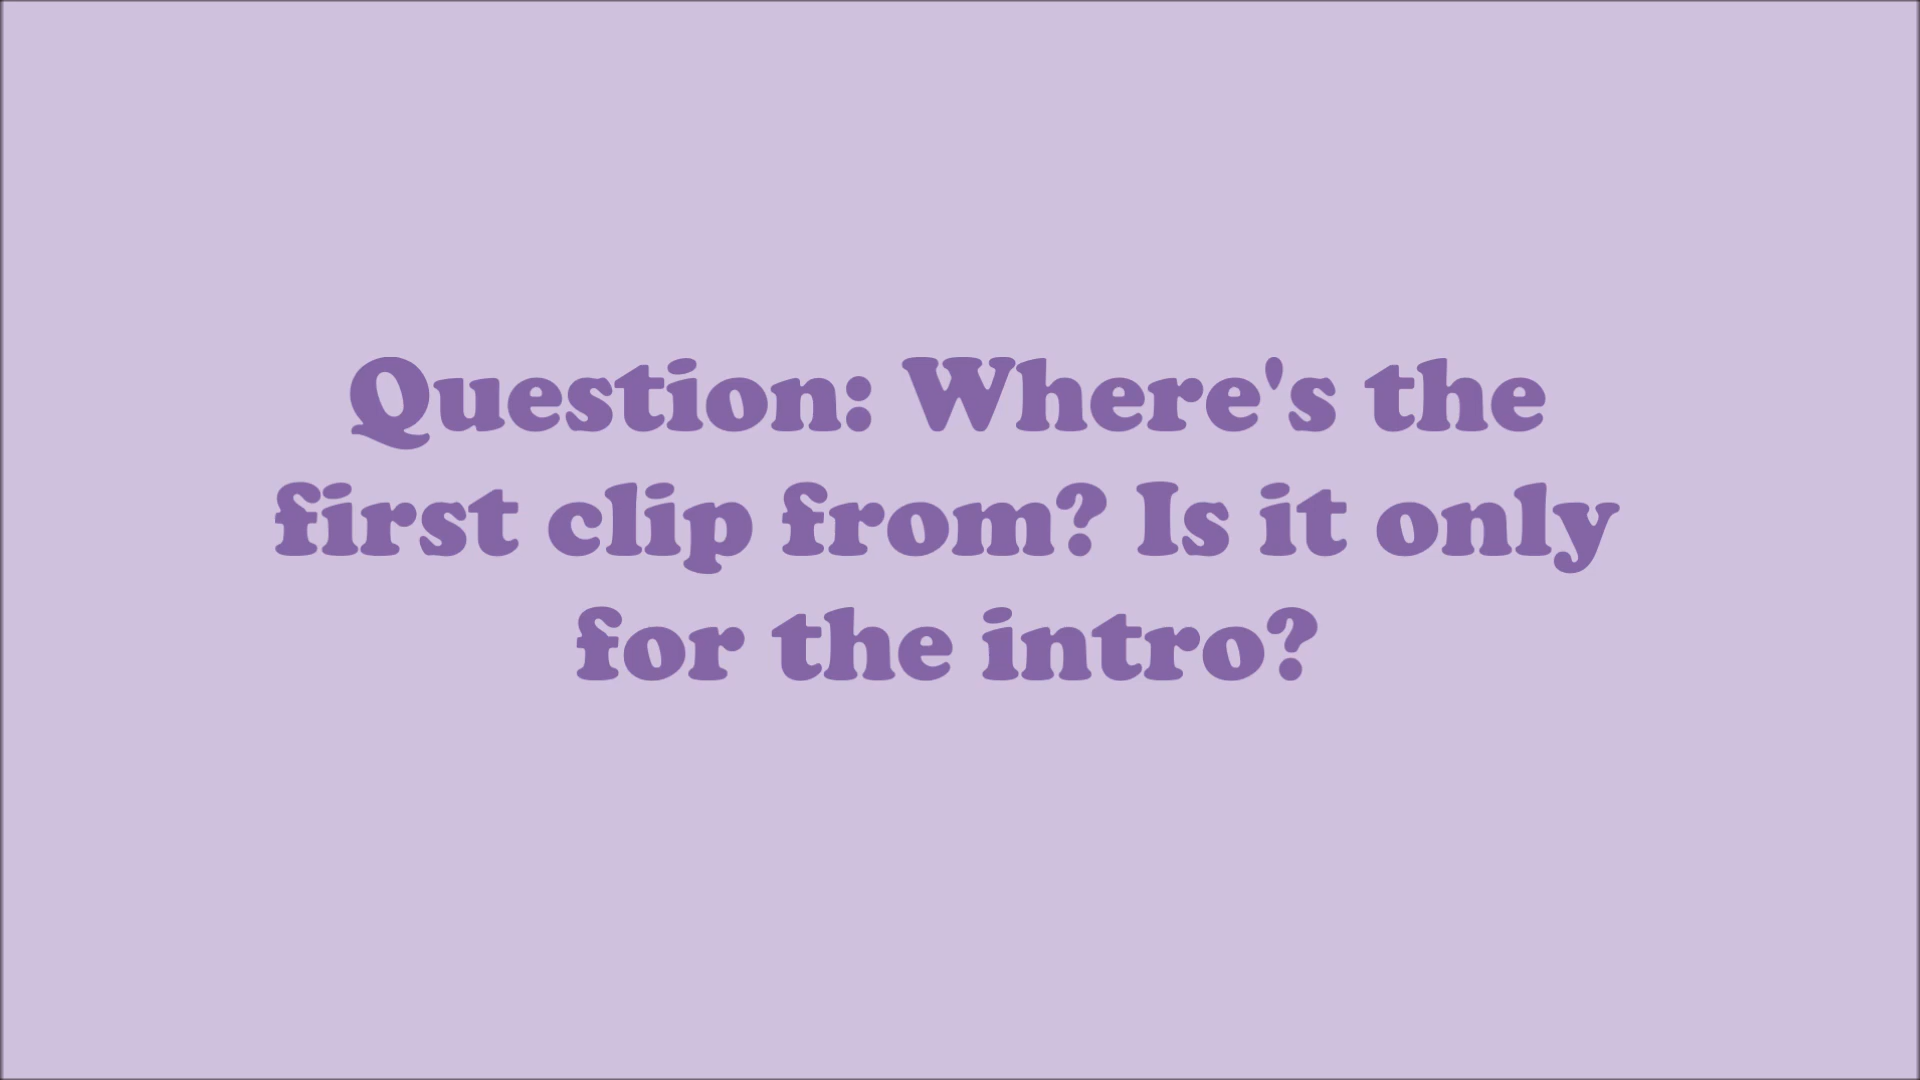 Question: Where's the
first clip from? Is it only
for the intro?